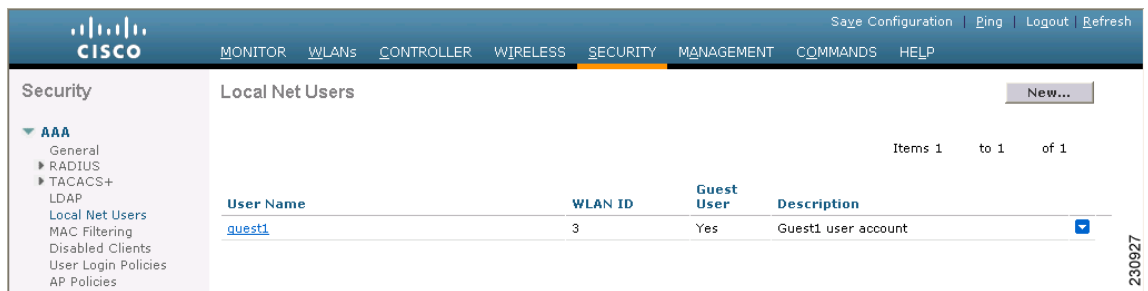 Save Configuration | Ping | Logout | Refresh
CISCO
MONITOR WLANs CONTROLLER WIRELESS SECURITY MANAGEMENT COMMANDS HELP
Security
AAA
General
RADIUS
TACACS+
LDAP
Local Net Users
MAC Filtering
Disabled Clients
User Login Policies
AP Policies
Local Net Users
New...
Items 1 to 1 of 1
User Name WLAN ID Guest User Description
guest1 3 Yes Guest1 user account
230927